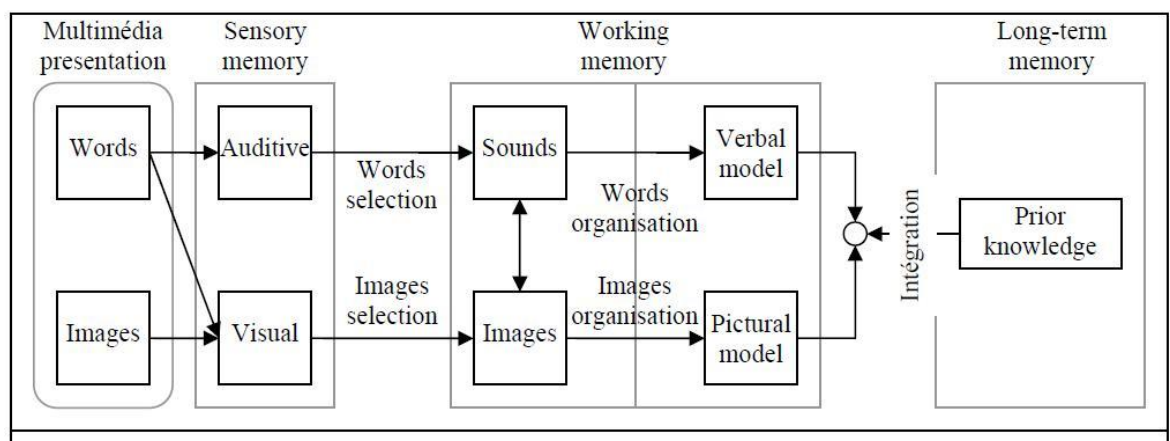 Multimédia
presentation
Sensory
memory
Working
memory
Long-term
memory
Words
Auditive
Words
selection
Sounds
Words
organisation
Verbal
model
Intégration
Prior
knowledge
Images
Visual
Images
selection
Images
Images
organisation
Pictural
model